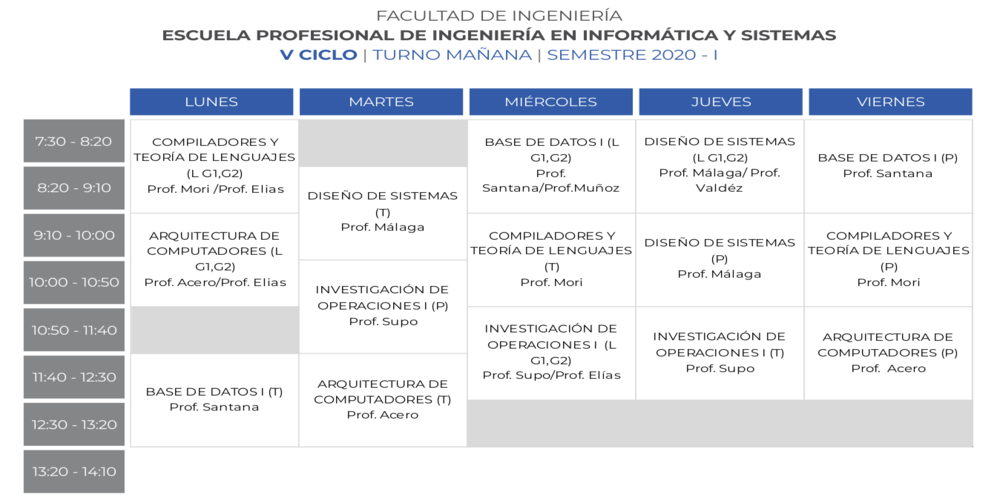 FACULTAD DE INGENIERÍA
ESCUELA PROFESIONAL DE INGENIERÍA EN INFORMÁTICA Y SISTEMAS
V CICLO | TURNO MAÑANA | SEMESTRE 2020 - I
LUNES
MARTES
MIÉRCOLES
JUEVES
VIERNES
7:30 - 8:20
8:20 - 9:10
9:10 - 10:00
10:00 - 10:50
10:50 - 11:40
11:40 - 12:30
12:30 - 13:20
13:20 - 14:10
COMPILADORES Y
TEORÍA DE LENGUAJES
(L G1,G2)
Prof. Mori /Prof. Elias
ARQUITECTURA DE
COMPUTADORES (L
G1,G2)
Prof. Acero/Prof. Elias
BASE DE DATOS I (T)
Prof. Santana
DISEÑO DE SISTEMAS
(T)
Prof. Málaga
INVESTIGACIÓN DE
OPERACIONES I (P)
Prof. Supo
ARQUITECTURA DE
COMPUTADORES (T)
Prof. Acero
BASE DE DATOS I (L
G1,G2)
Prof.
Santana/Prof.Muñoz
COMPILADORES Y
TEORÍA DE LENGUAJES
(T)
Prof. Mori
INVESTIGACIÓN DE
OPERACIONES I (L
G1,G2)
Prof. Supo/Prof. Elías
DISEÑO DE SISTEMAS
(L G1,G2)
Prof. Málaga/ Prof.
Valdéz
DISEÑO DE SISTEMAS
(P)
Prof. Málaga
INVESTIGACIÓN DE
OPERACIONES I (T)
Prof. Supo
BASE DE DATOS I (P)
Prof. Santana
COMPILADORES Y
TEORÍA DE LENGUAJES
(P)
Prof. Mori
ARQUITECTURA DE
COMPUTADORES (P)
Prof. Acero